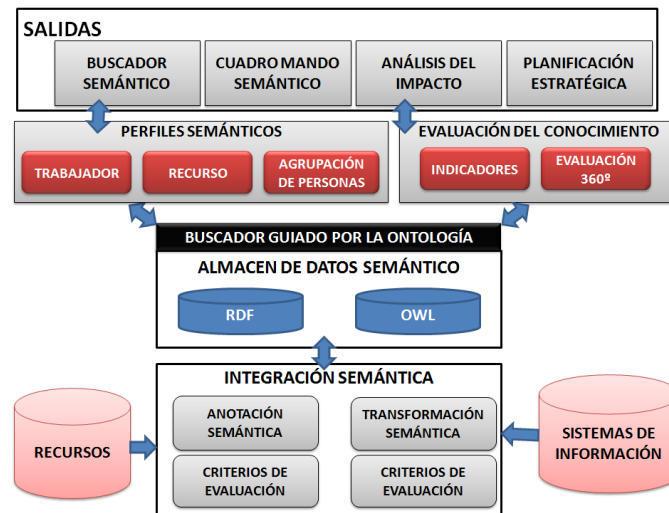 SALIDAS
BUSCADOR
SEMÁNTICO
CUADRO MANDO
SEMÁNTICO
ANÁLISIS DEL
IMPACTO
PLANIFICACIÓN
ESTRATÉGICA
PERFILES SEMÁNTICOS
TRABAJADOR
RECURSO
AGRUPACIÓN
DE PERSONAS
EVALUACIÓN DEL CONOCIMIENTO
INDICADORES
EVALUACIÓN
360º
BUSCADOR GUIADO POR LA ONTOLOGÍA
ALMACEN DE DATOS SEMÁNTICO
RDF
OWL
INTEGRACIÓN SEMÁNTICA
ANOTACIÓN
SEMÁNTICA
TRANSFORMACIÓN
SEMÁNTICA
CRITERIOS DE
EVALUACIÓN
CRITERIOS DE
EVALUACIÓN
RECURSOS
SISTEMAS DE
INFORMACIÓN